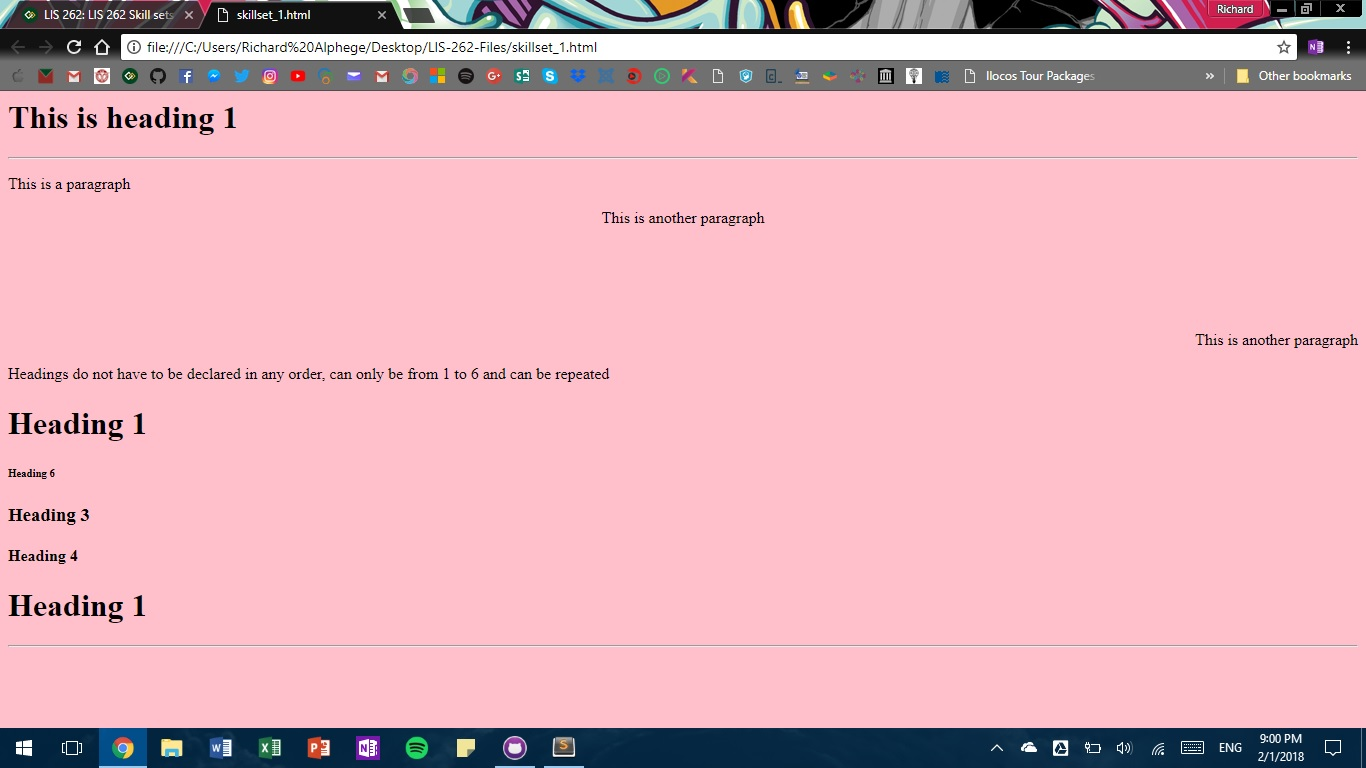 LIS 262: LIS 262 Skill sets
skillset_1.html
Richard
file:///C:/Users/Richard%20Alphege/Desktop/LIS-262-Files/skillset_1.html
Ilocos Tour Packages
Other bookmarks
This is heading 1
This is a paragraph
This is another paragraph
This is another paragraph
Headings do not have to be declared in any order, can only be from 1 to 6 and can be repeated
Heading 1
Heading 6
Heading 3
Heading 4
Heading 1
ENG
9:00 PM
2/1/2018